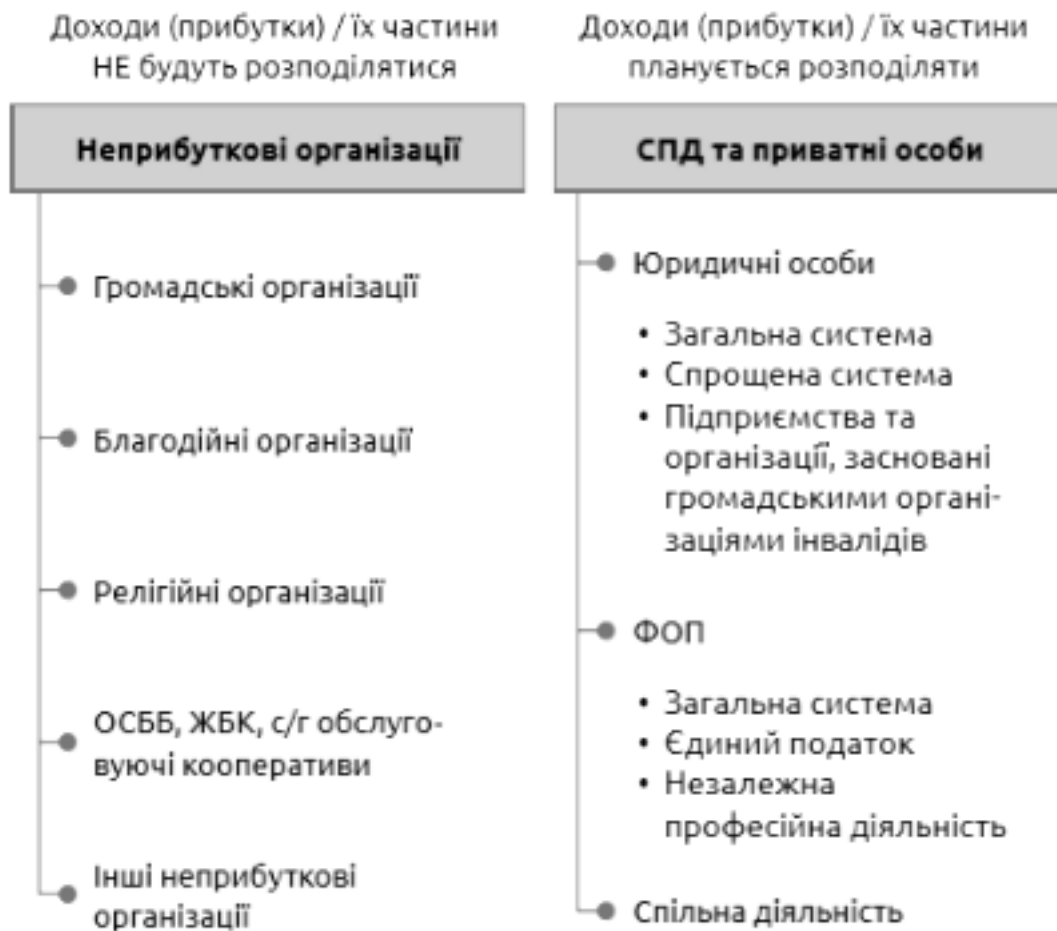 Доходи (прибутки) / їх частини
НЕ будуть розподілятися
Неприбуткові організації
Громадські організації
Благодійні організації
Релігійні організації
ОСББ, ЖБК, с/г обслуго-
вуючі кооперативи
Інші неприбуткові
організації
Доходи (прибутки) / їх частини
планується розподіляти
СПД та приватні особи
Юридичні особи
• Загальна система
• Спрощена система
• Підприємства та
організації, засновані
громадськими органі-
заціями інвалідів
ФОП
• Загальна система
• Єдиний податок
• Незалежна
професійна діяльність
Спільна діяльність